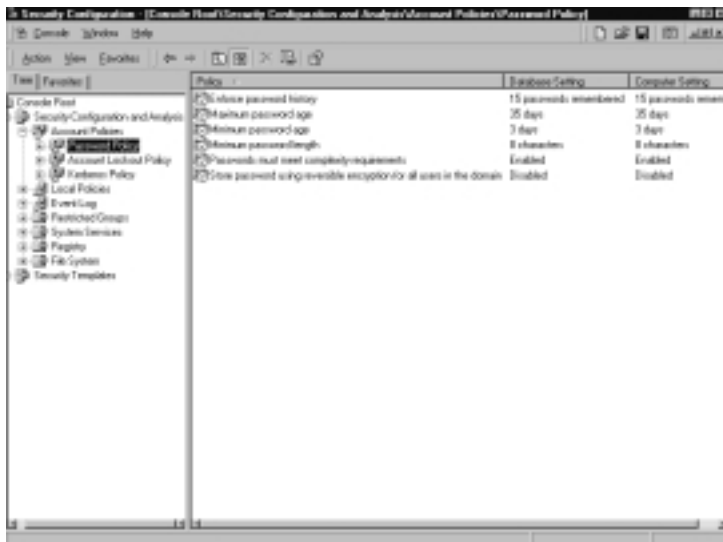 Security Configuration - [Console Root\Security Configuration and Analysis\Account Policies\Password Policy]
Console Window Help
Action View Favorites
Tree Favorites
Policy Database Setting Computer Setting
Console Root
Security Configuration and Analysis
Account Policies
Password Policy
Account Lockout Policy
Kerberos Policy
Local Policies
Event Log
Restricted Groups
System Services
Registry
File System
Security Templates
Enforce password history 15 passwords remembered 15 passwords remem
Maximum password age 35 days 35 days
Minimum password age 3 days 3 days
Minimum password length 8 characters 8 characters
Passwords must meet complexity requirements Enabled Enabled
Store password using reversible encryption for all users in the domain Disabled Disabled